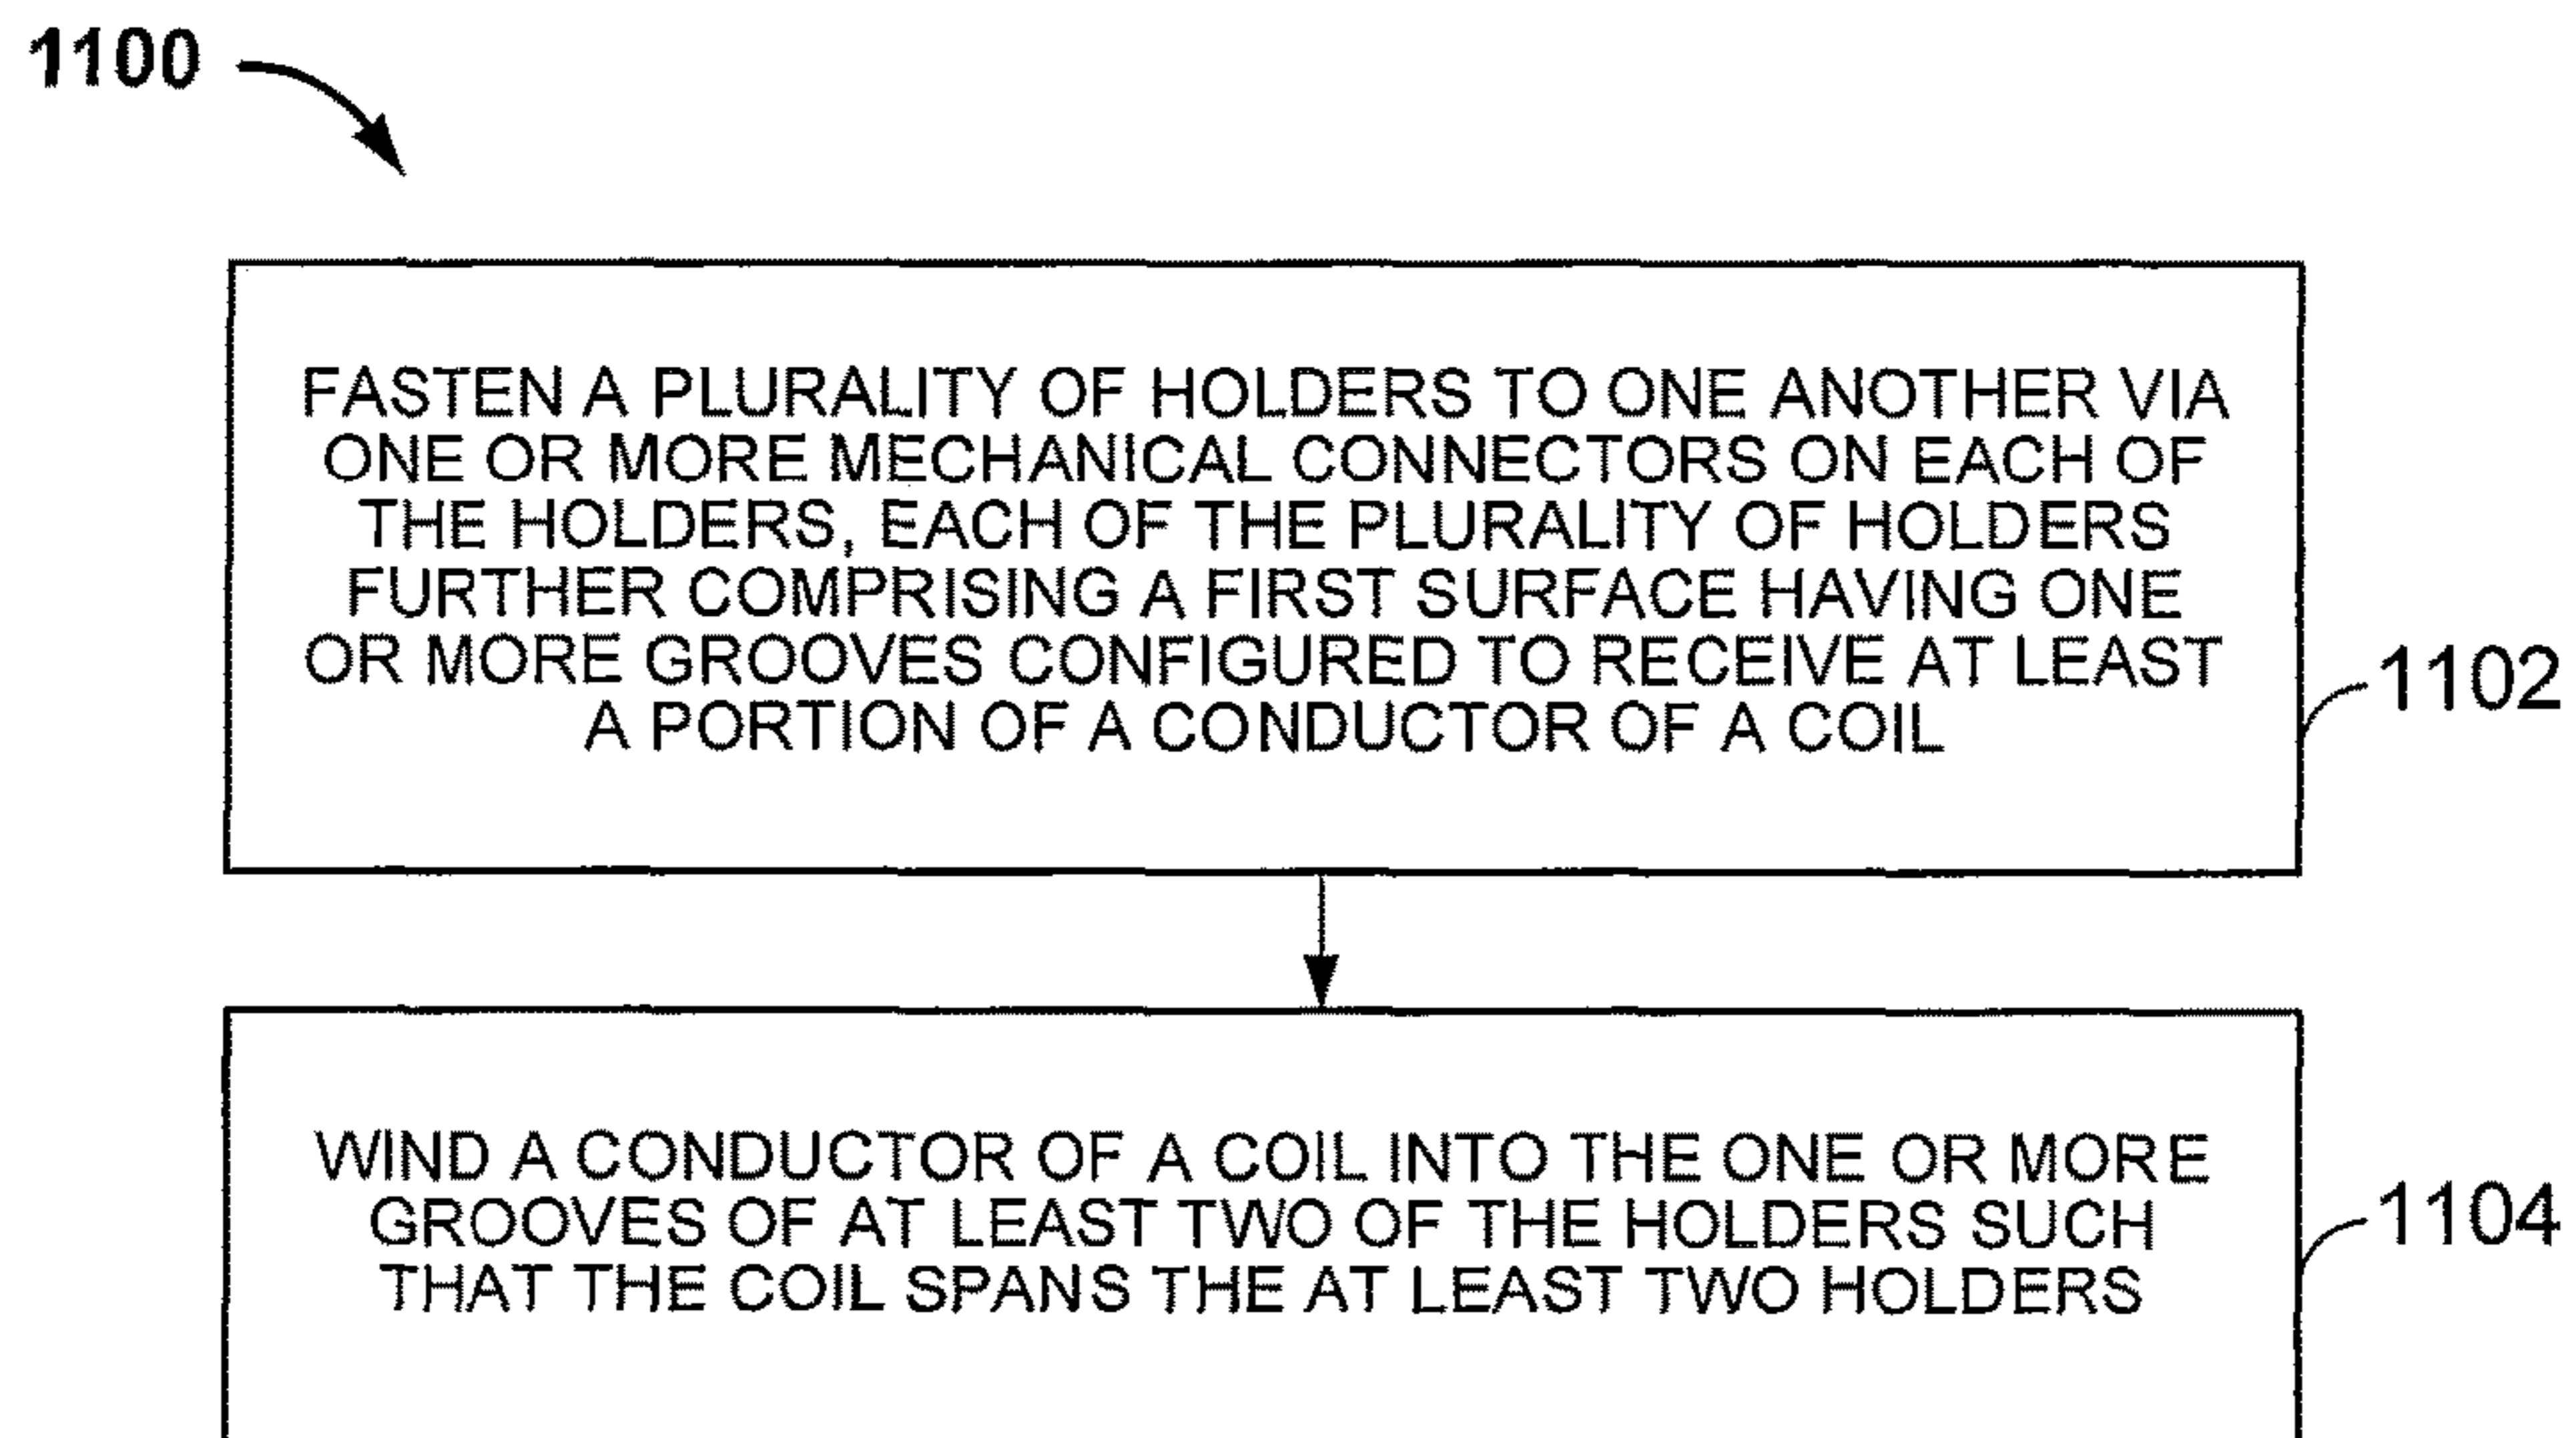 1100
FASTEN A PLURALITY OF HOLDERS TO ONE ANOTHER VIA
ONE OR MORE MECHANICAL CONNECTORS ON EACH OF
THE HOLDERS, EACH OF THE PLURALITY OF HOLDERS
FURTHER COMPRISING A FIRST SURFACE HAVING ONE
OR MORE GROOVES CONFIGURED TO RECEIVE AT LEAST
A PORTION OF A CONDUCTOR OF A COIL
1102
WIND A CONDUCTOR OF A COIL INTO THE ONE OR MORE
GROOVES OF AT LEAST TWO OF THE HOLDERS SUCH
THAT THE COIL SPANS THE AT LEAST TWO HOLDERS
1104